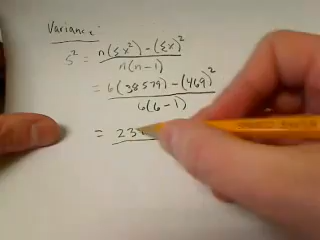 Variance:
s² = n(Σx²) - (Σx)² / n(n-1)
= 6(38579) - (469)² / 6(6-1)
= 23